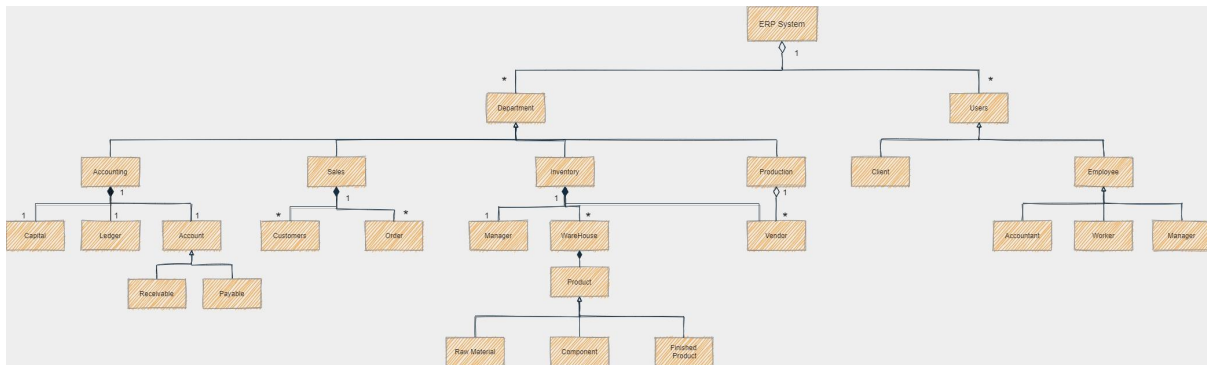 ERP System
1
*
*
Department
Users
Accounting
Sales
Inventory
Production
Client
Employee
1
1
1
1
1
1
1
*
*
1
*
*
Capital
Ledger
Account
Customers
Order
Manager
WareHouse
Vendor
Accountant
Worker
Manager
Product
Receivable
Payable
Raw Material
Component
Finished
Product